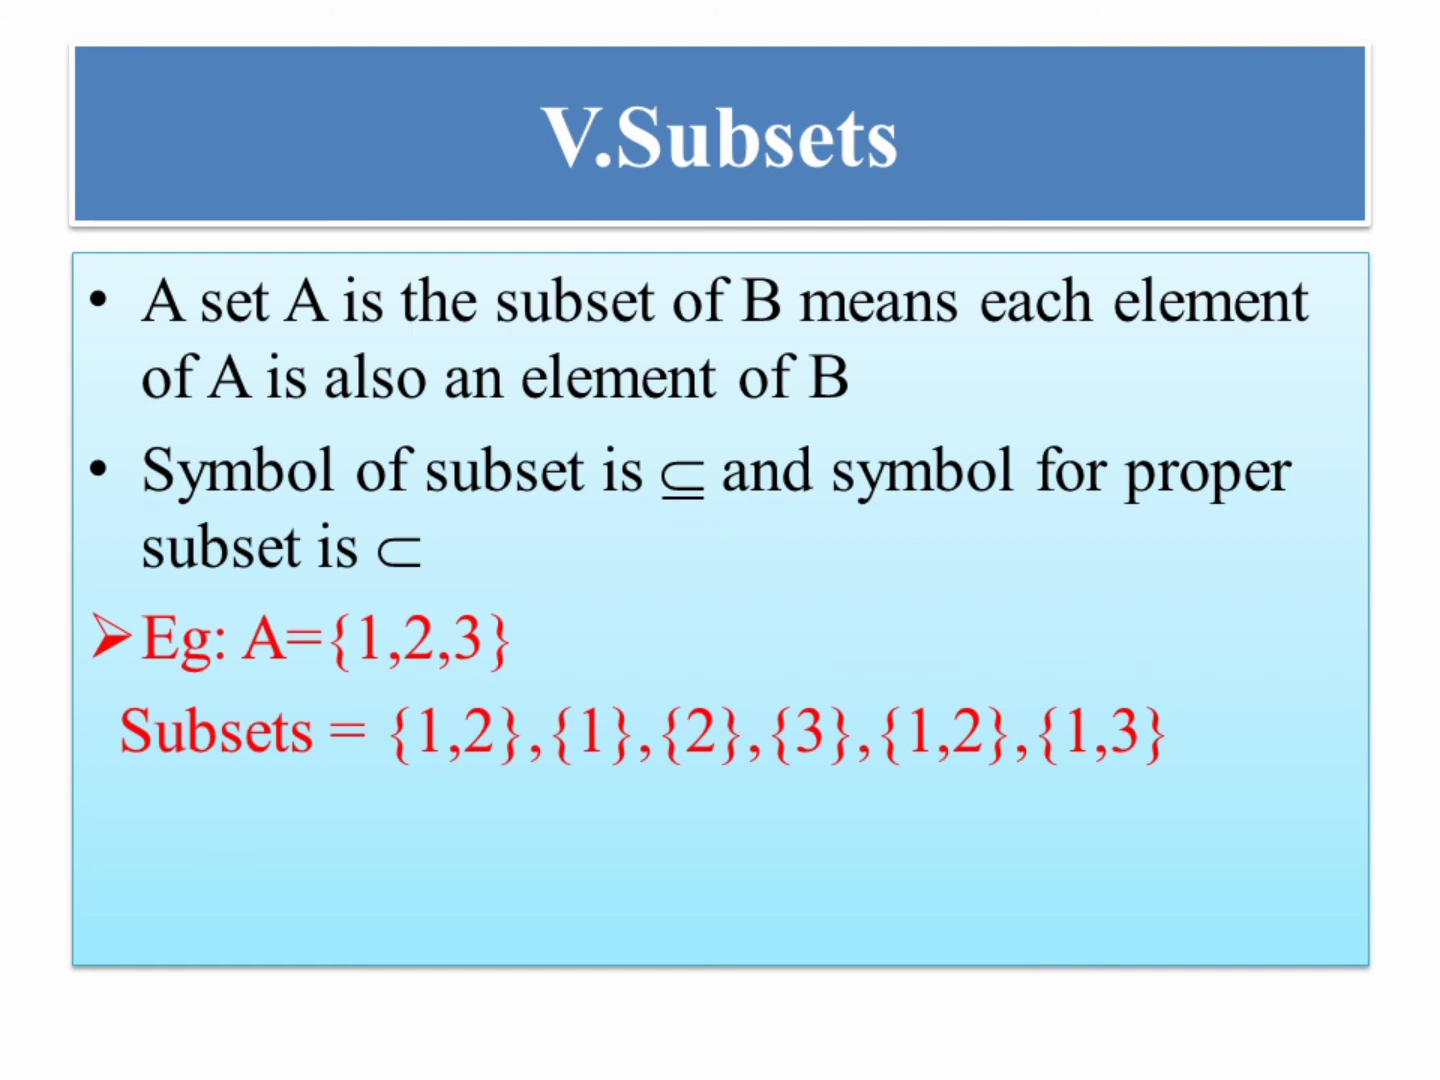 V.Subsets
• A set A is the subset of B means each element
of A is also an element of B
• Symbol of subset is ⊆ and symbol for proper
subset is ⊂
➢Eg: A={1,2,3}
Subsets = {1,2},{1},{2},{3},{1,2},{1,3}